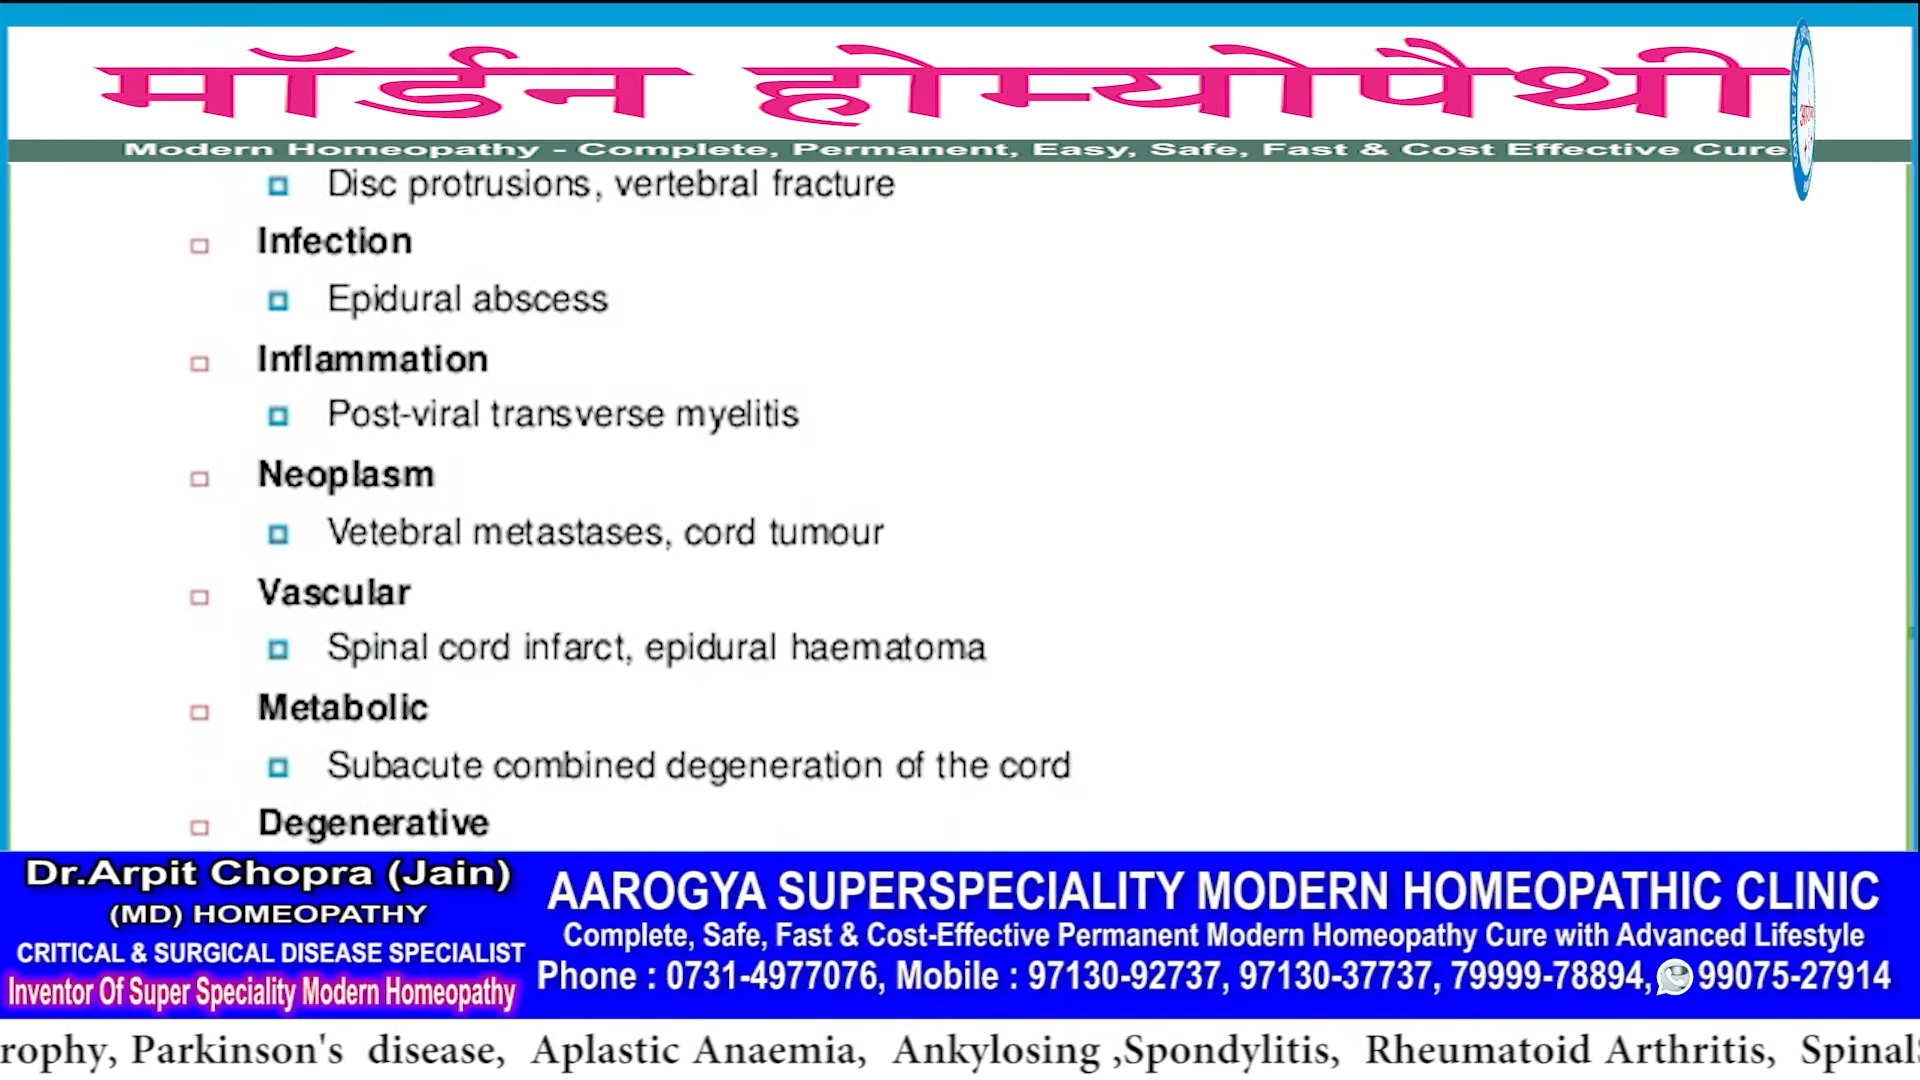 मॉर्डन होम्योपैथी
Modern Homeopathy - Complete, Permanent, Easy, Safe, Fast & Cost Effective Cure
Disc protrusions, vertebral fracture
Infection
Epidural abscess
Inflammation
Post-viral transverse myelitis
Neoplasm
Vetebral metastases, cord tumour
Vascular
Spinal cord infarct, epidural haematoma
Metabolic
Subacute combined degeneration of the cord
Degenerative
Dr.Arpit Chopra (Jain)
(MD) HOMEOPATHY
CRITICAL & SURGICAL DISEASE SPECIALIST
Inventor Of Super Speciality Modern Homeopathy
AAROGYA SUPERSPECIALITY MODERN HOMEOPATHIC CLINIC
Complete, Safe, Fast & Cost-Effective Permanent Modern Homeopathy Cure with Advanced Lifestyle
Phone : 0731-4977076, Mobile : 97130-92737, 97130-37737, 79999-78894, 99075-27914
rophy, Parkinson's disease, Aplastic Anaemia, Ankylosing ,Spondylitis, Rheumatoid Arthritis, Spinal